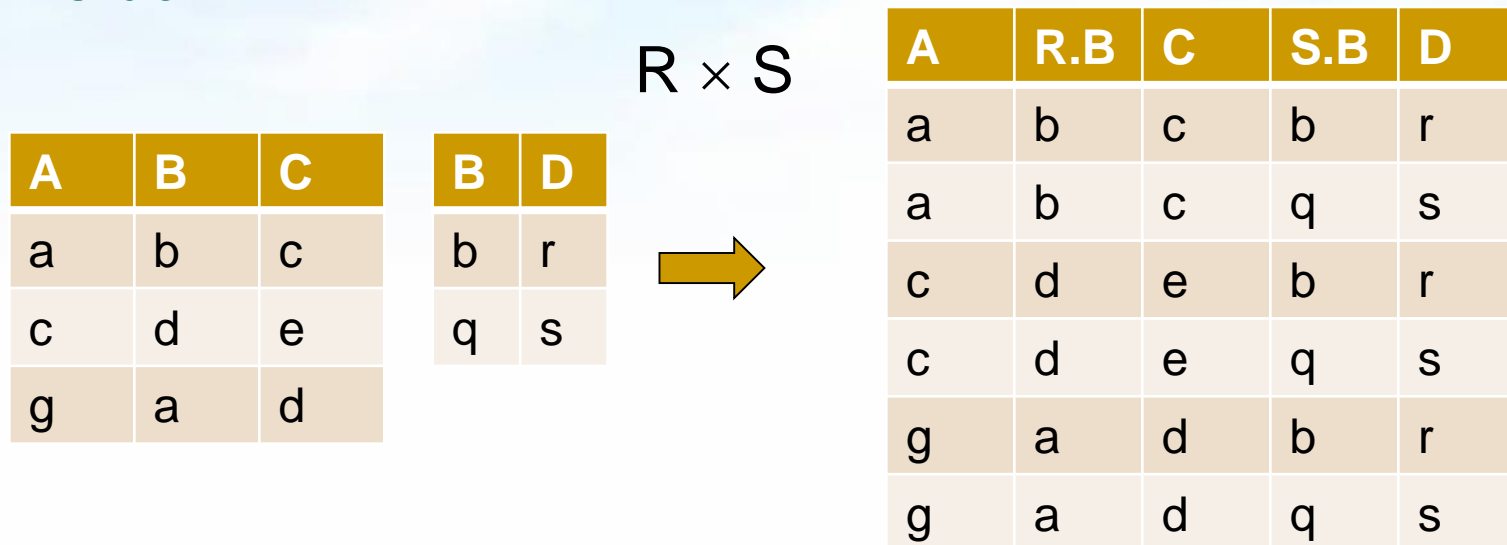 R × S
A B C
a b c
c d e
g a d
B D
b r
q s
A R.B C S.B D
a b c b r
a b c q s
c d e b r
c d e q s
g a d b r
g a d q s